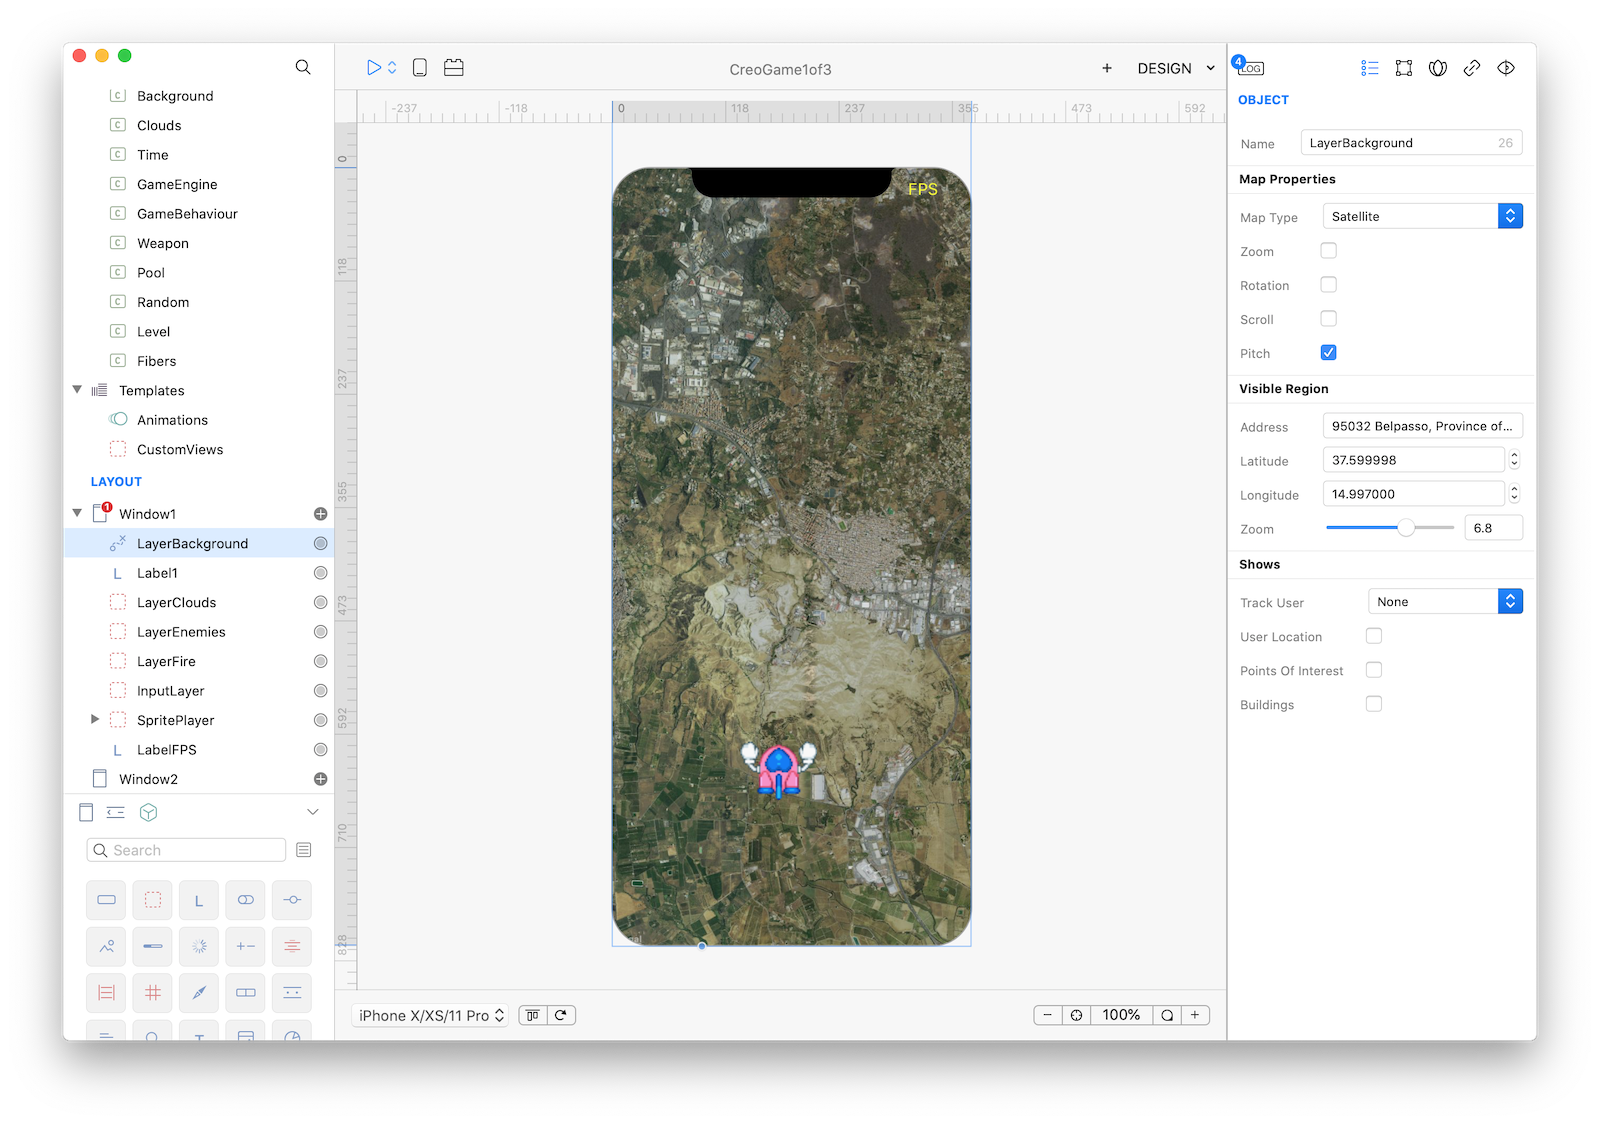 CreoGame1of3
DESIGN
4
LOG
Background
Clouds
Time
GameEngine
GameBehaviour
Weapon
Pool
Random
Level
Fibers
Templates
Animations
CustomViews
LAYOUT
1
Window1
LayerBackground
L Label1
LayerClouds
LayerEnemies
LayerFire
InputLayer
SpritePlayer
L LabelFPS
Window2
Search
L
-237
-118
0
118
237
355
473
592
0
118
237
355
473
592
710
828
FPS
iPhone X/XS/11 Pro
100%
OBJECT
Name LayerBackground 26
Map Properties
Map Type Satellite
Zoom
Rotation
Scroll
Pitch
Visible Region
Address 95032 Belpasso, Province of...
Latitude 37.599998
Longitude 14.997000
Zoom 6.8
Shows
Track User None
User Location
Points Of Interest
Buildings